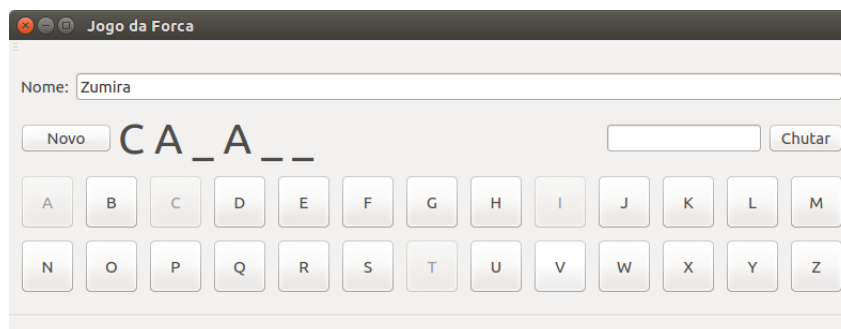 Jogo da Forca
Nome: Zumira
Novo C A _ A _ _ Chutar
A B C D E F G H I J K L M
N O P Q R S T U V W X Y Z